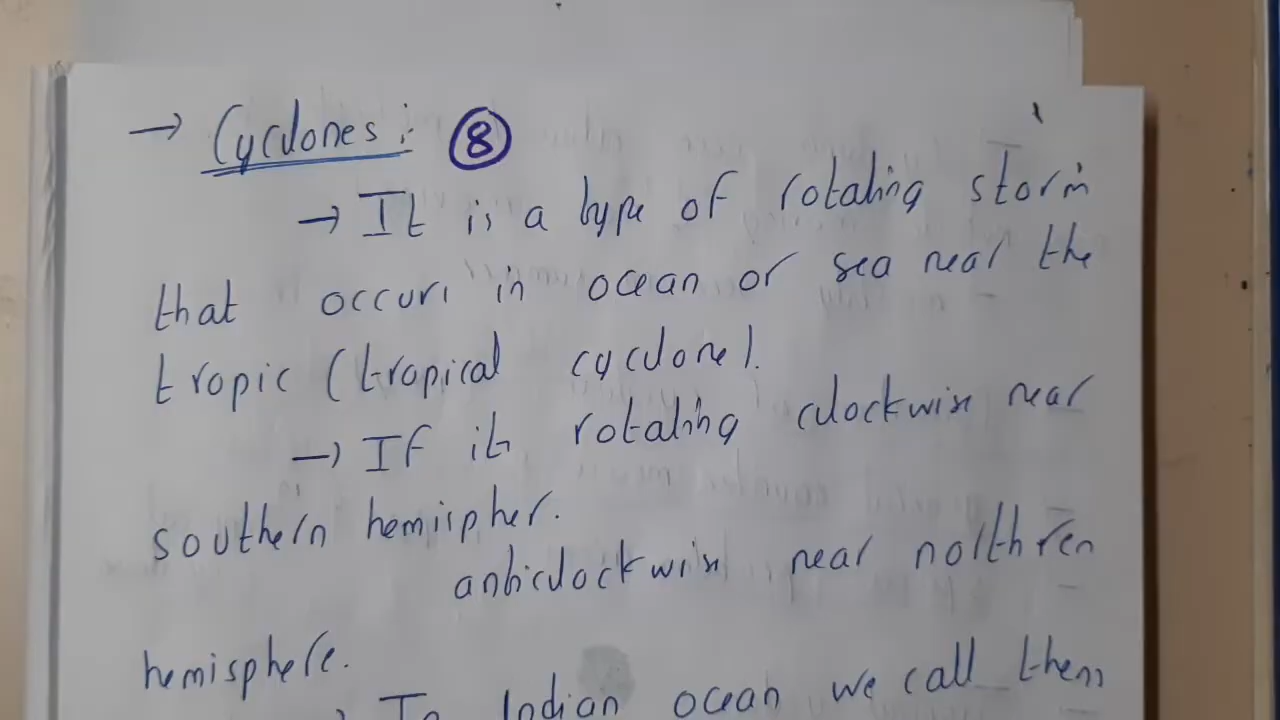 → Cyclones:- 8
→ It is a type of rotating storm
that occurs in ocean or sea near the
tropic (tropical cyclone).
→ If its rotating clockwise near
southern hemispher.
anticlockwise near northren
hemisphere.
→ In Indian ocean we call them